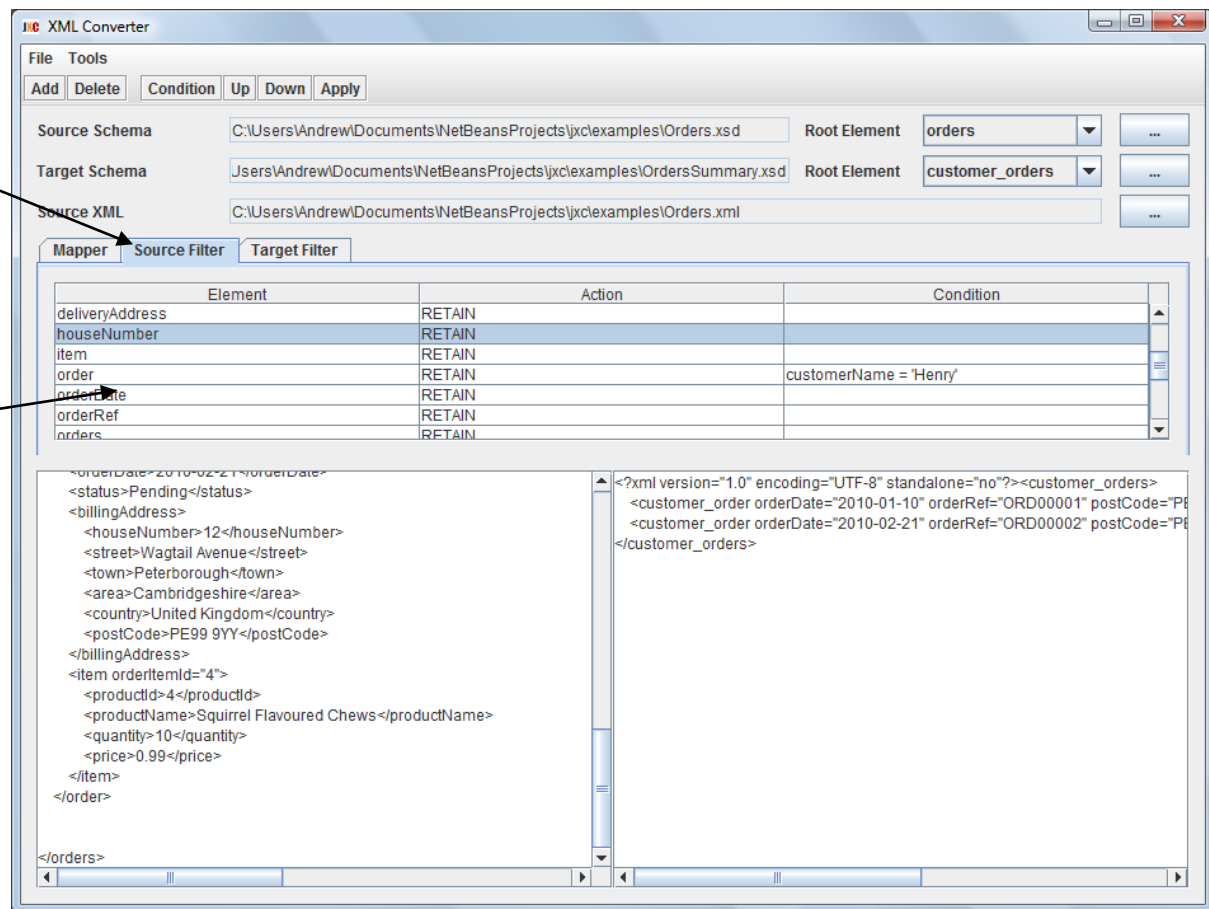 JXC XML Converter
File Tools
Add Delete Condition Up Down Apply
Source Schema C:\Users\Andrew\Documents\NetBeansProjects\jxc\examples\Orders.xsd Root Element orders ...
Target Schema Users\Andrew\Documents\NetBeansProjects\jxc\examples\OrdersSummary.xsd Root Element customer_orders ...
Source XML C:\Users\Andrew\Documents\NetBeansProjects\jxc\examples\Orders.xml ...
Mapper Source Filter Target Filter
Element Action Condition
deliveryAddress RETAIN
houseNumber RETAIN
item RETAIN
order RETAIN customerName = 'Henry'
orderDate RETAIN
orderRef RETAIN
orders RETAIN
<orderDate>2010-02-21</orderDate>
<status>Pending</status>
<billingAddress>
<houseNumber>12</houseNumber>
<street>Wagtail Avenue</street>
<town>Peterborough</town>
<area>Cambridgeshire</area>
<country>United Kingdom</country>
<postCode>PE99 9YY</postCode>
</billingAddress>
<item orderItemId="4">
<productId>4</productId>
<productName>Squirrel Flavoured Chews</productName>
<quantity>10</quantity>
<price>0.99</price>
</item>
</order>
</orders>
<?xml version="1.0" encoding="UTF-8" standalone="no"?><customer_orders>
<customer_order orderDate="2010-01-10" orderRef="ORD00001" postCode="PE
<customer_order orderDate="2010-02-21" orderRef="ORD00002" postCode="PE
</customer_orders>